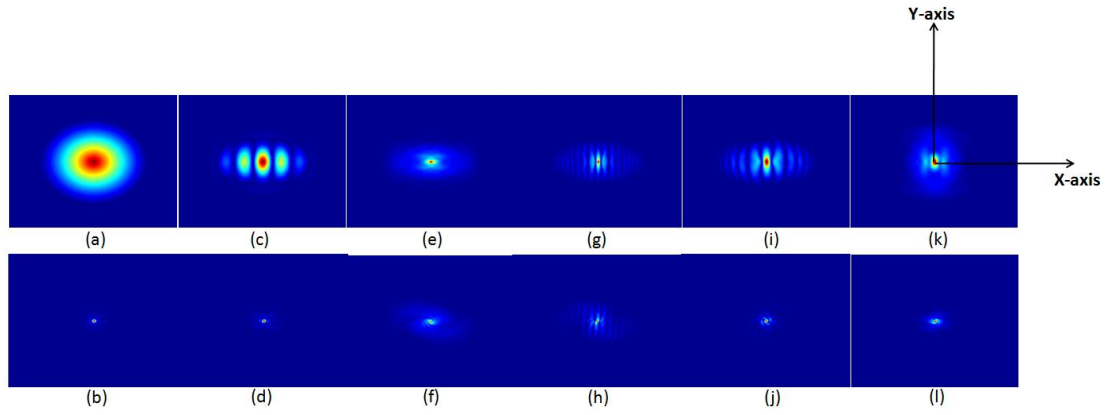 Y-axis
X-axis
(a) (c) (e) (g) (i) (k)
(b) (d) (f) (h) (j) (l)